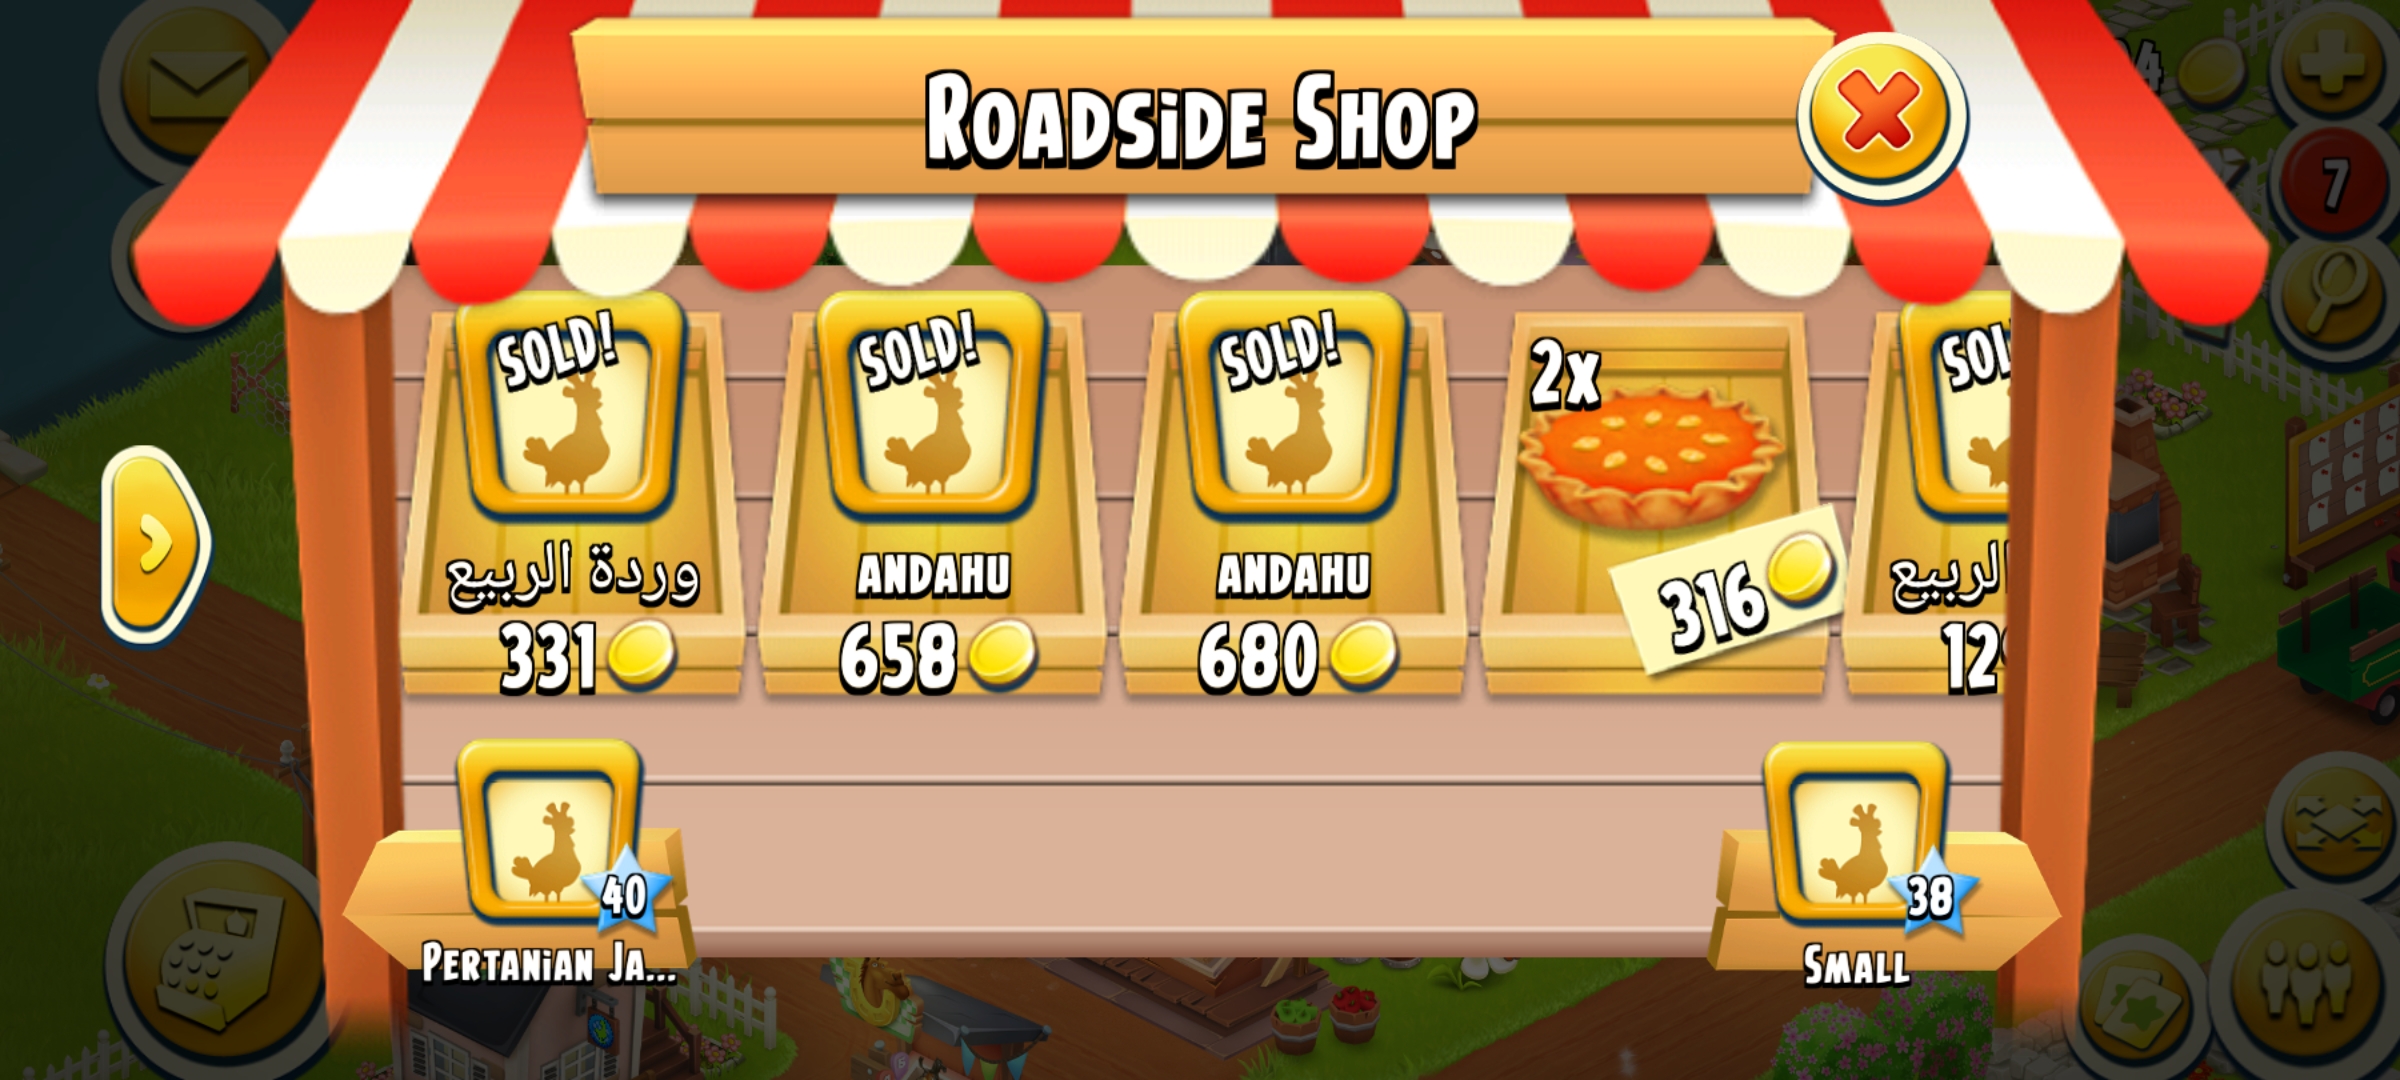 ROADSIDE SHOP
7
SOLD!
SOLD!
SOLD!
2x
وردة الربيع
ANDAHU
ANDAHU
316
الربيع
331
658
680
40
38
PERTANIAN JA...
SMALL